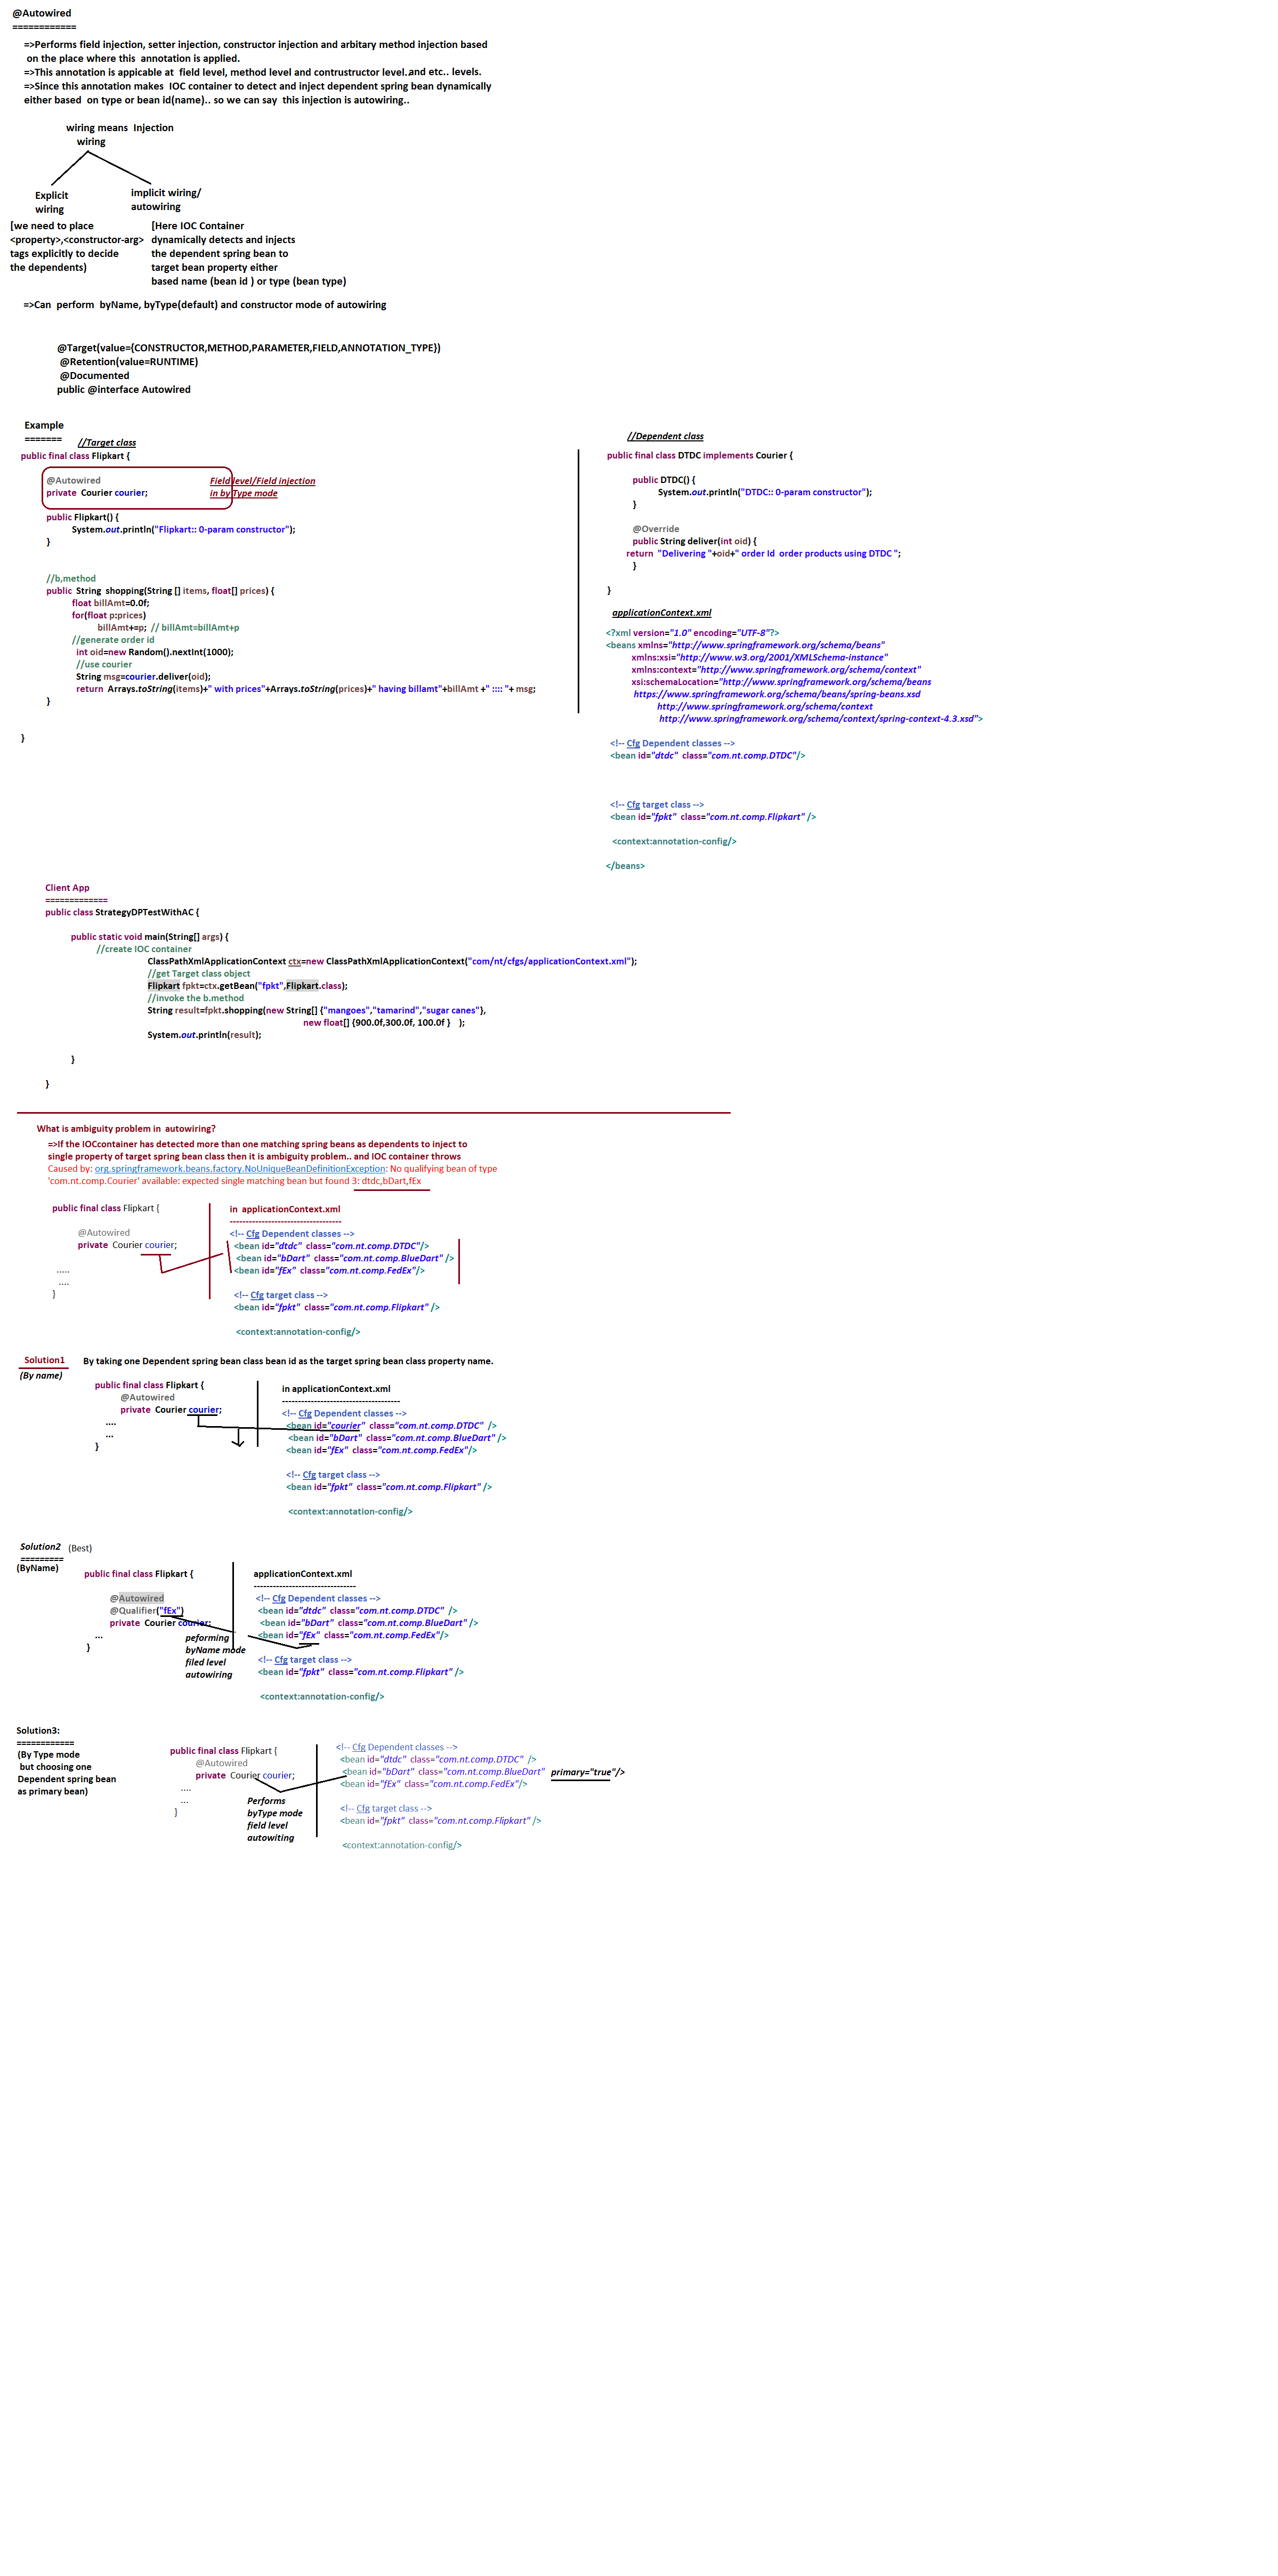 @Autowired
============
=>Performs field injection, setter injection, constructor injection and arbitary method injection based
on the place where this annotation is applied.
=>This annotation is appicable at field level, method level and contrustructor level.,and etc.. levels.
=>Since this annotation makes IOC container to detect and inject dependent spring bean dynamically
either based on type or bean id(name).. so we can say this injection is autowiring..
wiring means Injection
wiring
Explicit
wiring
implicit wiring/
autowiring
[we need to place
<property>,<constructor-arg>
tags explicitly to decide
the dependents)
[Here IOC Container
dynamically detects and injects
the dependent spring bean to
target bean property either
based name (bean id ) or type (bean type)
=>Can perform byName, byType(default) and constructor mode of autowiring
@Target(value={CONSTRUCTOR,METHOD,PARAMETER,FIELD,ANNOTATION_TYPE})
@Retention(value=RUNTIME)
@Documented
public @interface Autowired
Example
=======
//Target class
public final class Flipkart {
@Autowired
private Courier courier;
Field level/Field injection
in by Type mode
public Flipkart() {
System.out.println("Flipkart:: 0-param constructor");
}
//b,method
public String shopping(String [] items, float[] prices) {
float billAmt=0.0f;
for(float p:prices)
billAmt+=p; // billAmt=billAmt+p
//generate order id
int oid=new Random().nextInt(1000);
//use courier
String msg=courier.deliver(oid);
return Arrays.toString(items)+" with prices"+Arrays.toString(prices)+" having billamt"+billAmt +" :::: "+ msg;
}
}
//Dependent class
public final class DTDC implements Courier {
public DTDC() {
System.out.println("DTDC:: 0-param constructor");
}
@Override
public String deliver(int oid) {
return "Delivering "+oid+" order Id order products using DTDC ";
}
}
applicationContext.xml
<?xml version="1.0" encoding="UTF-8"?>
<beans xmlns="http://www.springframework.org/schema/beans"
xmlns:xsi="http://www.w3.org/2001/XMLSchema-instance"
xmlns:context="http://www.springframework.org/schema/context"
xsi:schemaLocation="http://www.springframework.org/schema/beans
https://www.springframework.org/schema/beans/spring-beans.xsd
http://www.springframework.org/schema/context
http://www.springframework.org/schema/context/spring-context-4.3.xsd">
<!-- Cfg Dependent classes -->
<bean id="dtdc" class="com.nt.comp.DTDC"/>
<!-- Cfg target class -->
<bean id="fpkt" class="com.nt.comp.Flipkart" />
<context:annotation-config/>
</beans>
Client App
=============
public class StrategyDPTestWithAC {
public static void main(String[] args) {
//create IOC container
ClassPathXmlApplicationContext ctx=new ClassPathXmlApplicationContext("com/nt/cfgs/applicationContext.xml");
//get Target class object
Flipkart fpkt=ctx.getBean("fpkt",Flipkart.class);
//invoke the b.method
String result=fpkt.shopping(new String[] {"mangoes","tamarind","sugar canes"},
new float[] {900.0f,300.0f, 100.0f } );
System.out.println(result);
}
}
What is ambiguity problem in autowiring?
=>If the IOCcontainer has detected more than one matching spring beans as dependents to inject to
single property of target spring bean class then it is ambiguity problem.. and IOC container throws
Caused by: org.springframework.beans.factory.NoUniqueBeanDefinitionException: No qualifying bean of type
'com.nt.comp.Courier' available: expected single matching bean but found 3: dtdc,bDart,fEx
public final class Flipkart {
@Autowired
private Courier courier;
.....
....
}
in applicationContext.xml
-----------------------------------
<!-- Cfg Dependent classes -->
<bean id="dtdc" class="com.nt.comp.DTDC"/>
<bean id="bDart" class="com.nt.comp.BlueDart" />
<bean id="fEx" class="com.nt.comp.FedEx"/>
<!-- Cfg target class -->
<bean id="fpkt" class="com.nt.comp.Flipkart" />
<context:annotation-config/>
Solution1
(By name)
By taking one Dependent spring bean class bean id as the target spring bean class property name.
public final class Flipkart {
@Autowired
private Courier courier;
....
...
}
in applicationContext.xml
-------------------------------------
<!-- Cfg Dependent classes -->
<bean id="courier" class="com.nt.comp.DTDC" />
<bean id="bDart" class="com.nt.comp.BlueDart" />
<bean id="fEx" class="com.nt.comp.FedEx"/>
<!-- Cfg target class -->
<bean id="fpkt" class="com.nt.comp.Flipkart" />
<context:annotation-config/>
Solution2 (Best)
=========
(ByName)
public final class Flipkart {
@Autowired
@Qualifier("fEx")
private Courier courier;
...
}
peforming
byName mode
filed level
autowiring
applicationContext.xml
--------------------------------
<!-- Cfg Dependent classes -->
<bean id="dtdc" class="com.nt.comp.DTDC" />
<bean id="bDart" class="com.nt.comp.BlueDart" />
<bean id="fEx" class="com.nt.comp.FedEx"/>
<!-- Cfg target class -->
<bean id="fpkt" class="com.nt.comp.Flipkart" />
<context:annotation-config/>
Solution3:
============
(By Type mode
but choosing one
Dependent spring bean
as primary bean)
public final class Flipkart {
@Autowired
private Courier courier;
....
...
}
Performs
byType mode
field level
autowiting
<!-- Cfg Dependent classes -->
<bean id="dtdc" class="com.nt.comp.DTDC" />
<bean id="bDart" class="com.nt.comp.BlueDart" primary="true"/>
<bean id="fEx" class="com.nt.comp.FedEx"/>
<!-- Cfg target class -->
<bean id="fpkt" class="com.nt.comp.Flipkart" />
<context:annotation-config/>